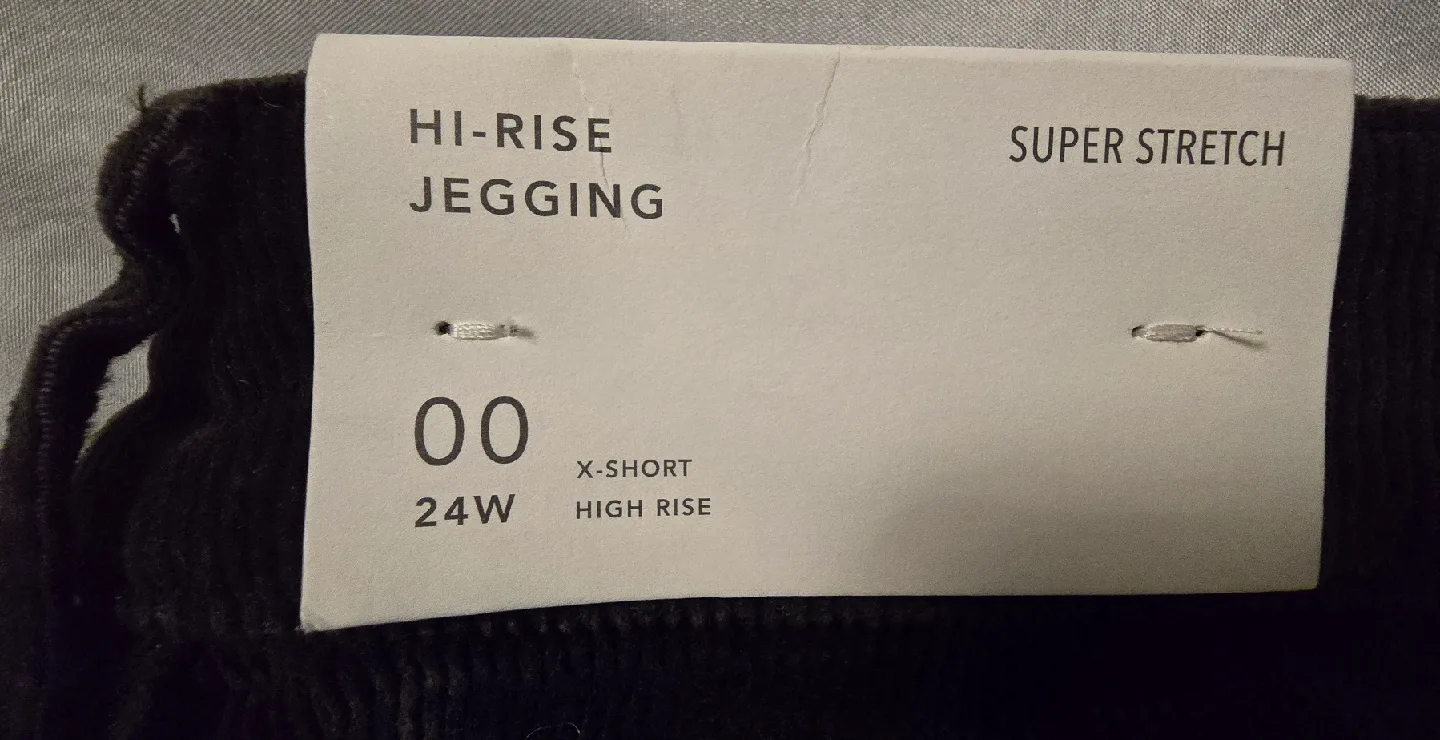 HI-RISE
JEGGING
SUPER STRETCH
00
24W
X-SHORT
HIGH RISE